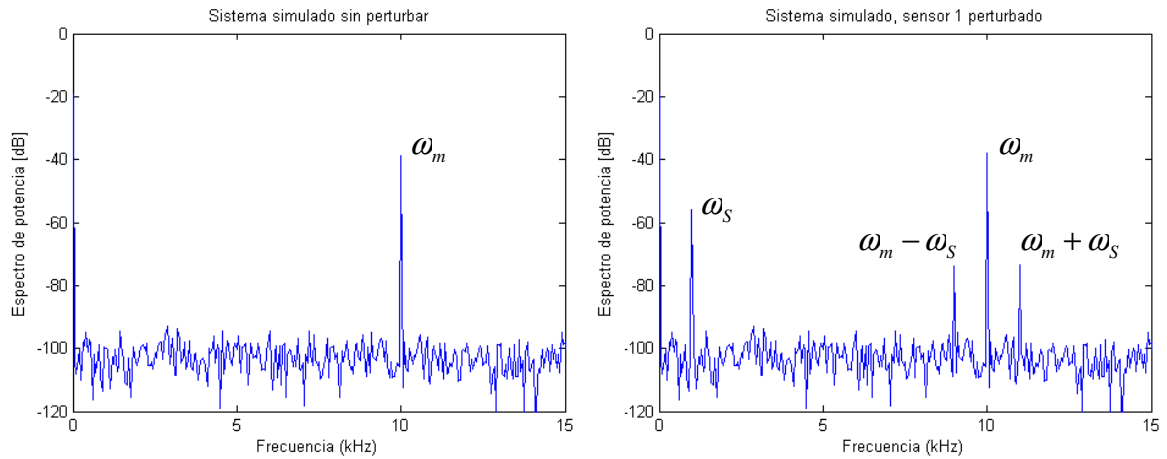 Sistema simulado sin perturbar
0
-20
-40
-60
-80
-100
-120
0
5
10
15
Espectro de potencia [dB]
Frecuencia (kHz)
ωm
Sistema simulado, sensor 1 perturbado
0
-20
-40
-60
-80
-100
-120
0
5
10
15
Espectro de potencia [dB]
Frecuencia (kHz)
ωS
ωm − ωS
ωm
ωm + ωS